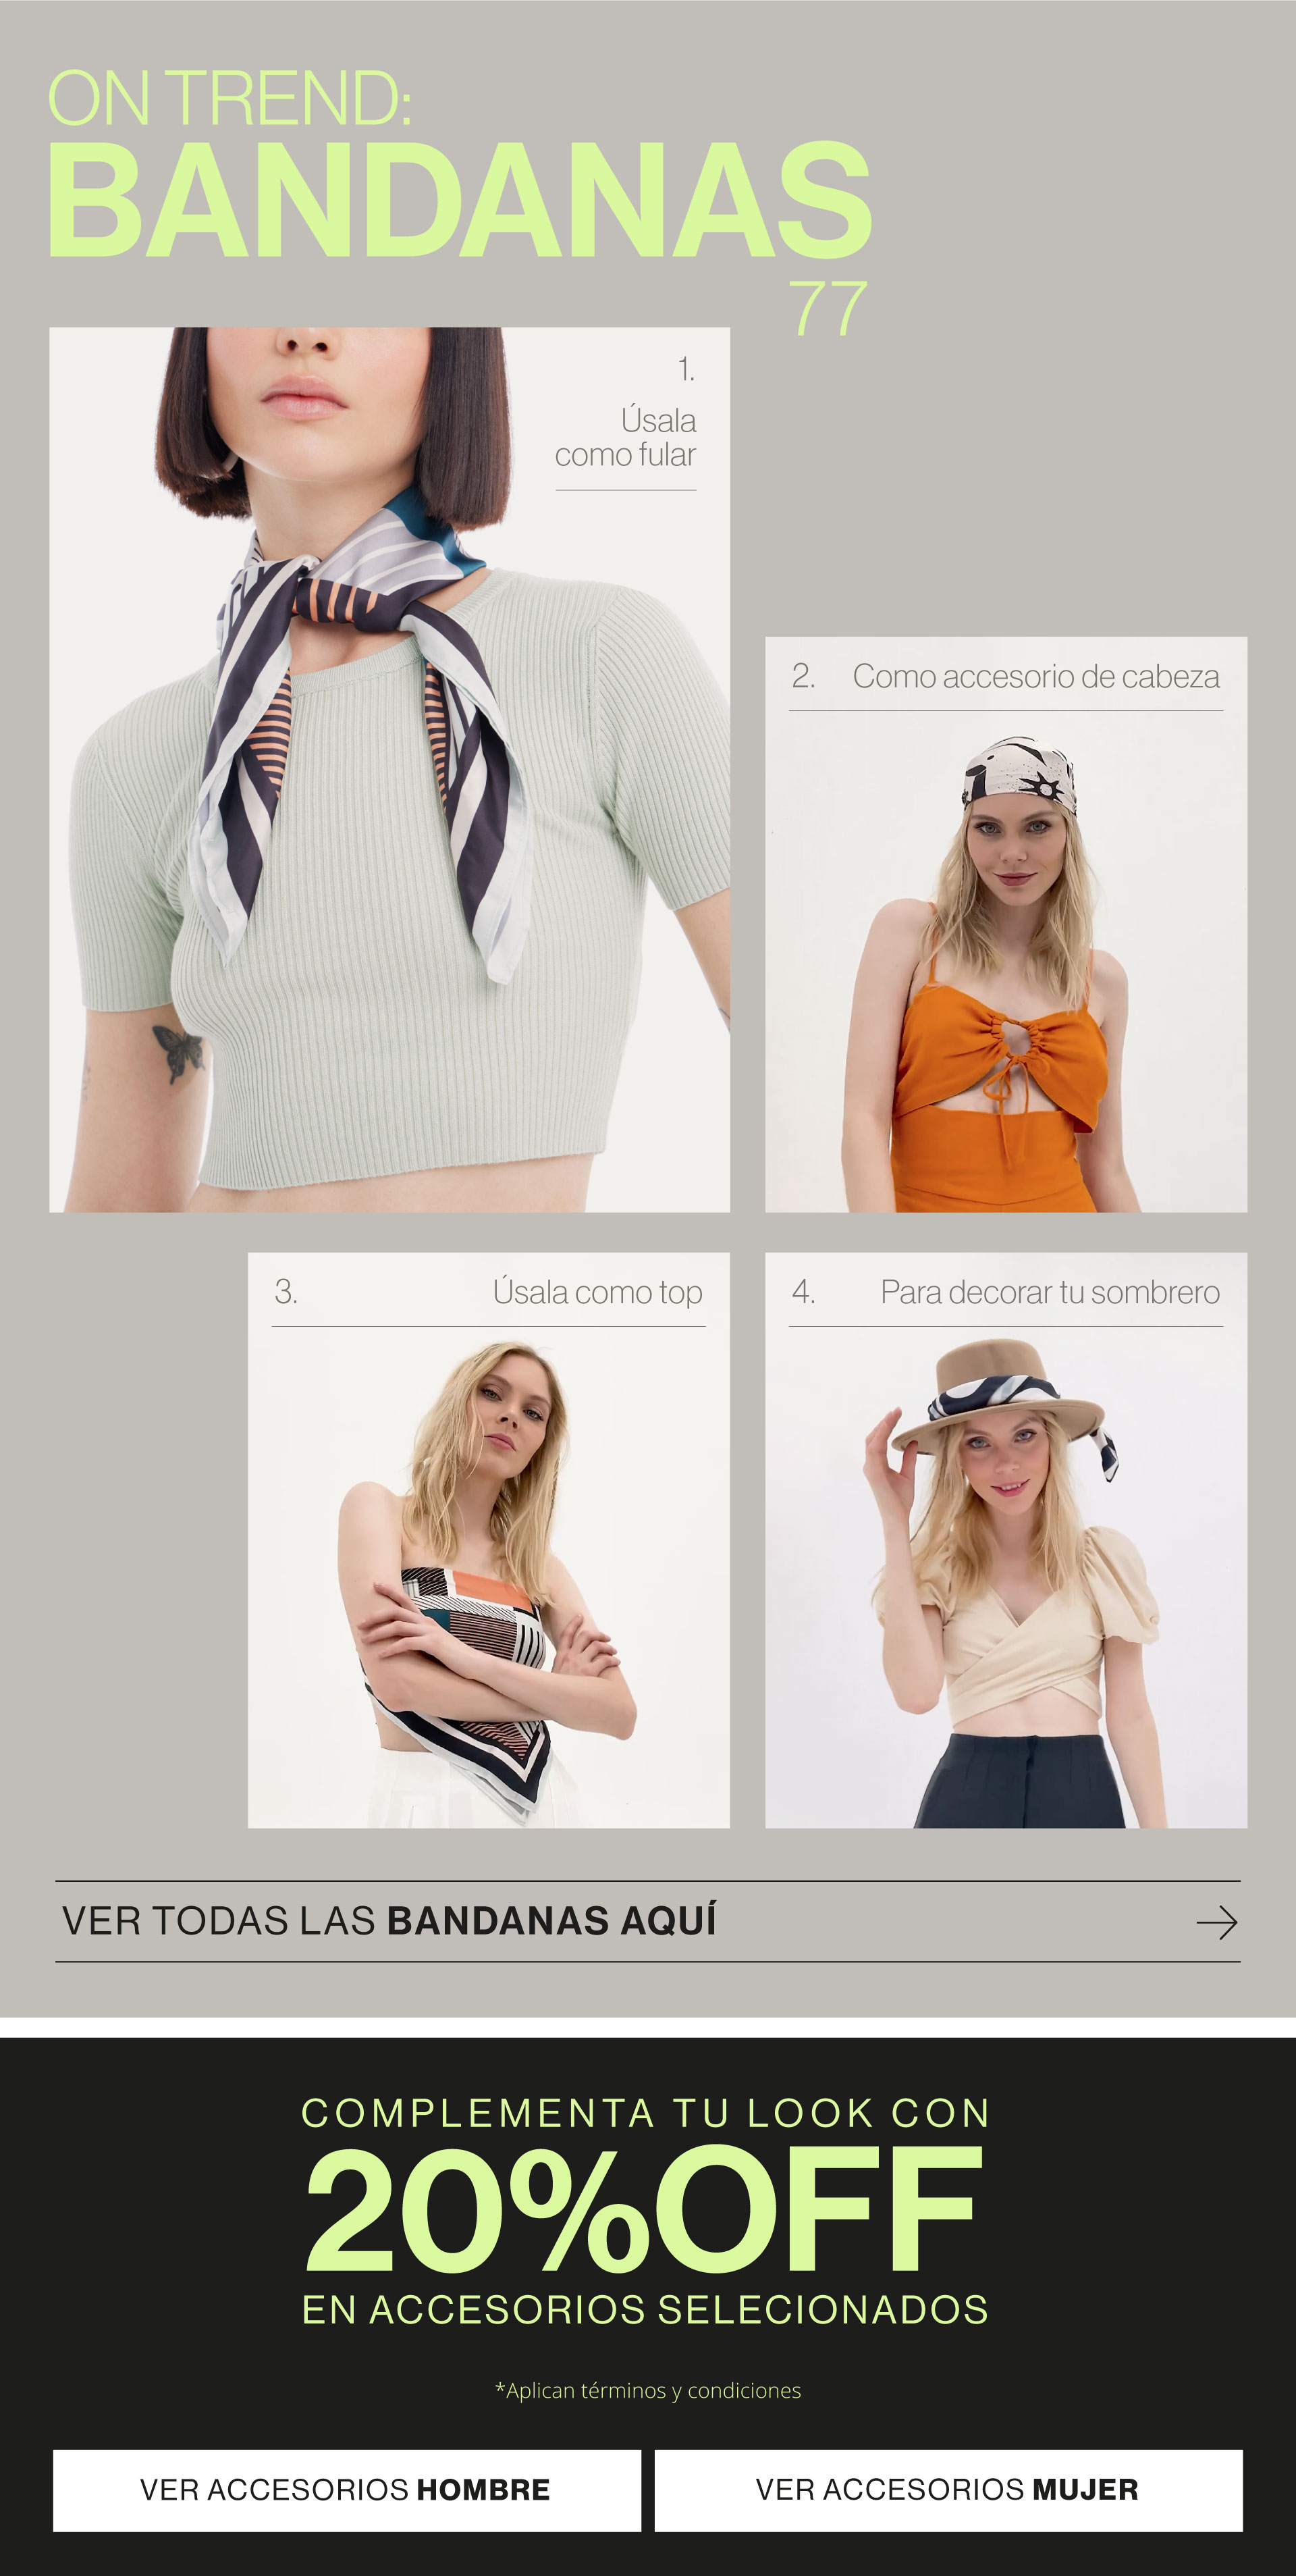 ON TREND:
BANDANAS
77
1.
Úsala
como fular
2. Como accesorio de cabeza
3. Úsala como top
4. Para decorar tu sombrero
VER TODAS LAS BANDANAS AQUÍ
COMPLEMENTA TU LOOK CON
20%OFF
EN ACCESORIOS SELECIONADOS
*Aplican términos y condiciones
VER ACCESORIOS HOMBRE
VER ACCESORIOS MUJER